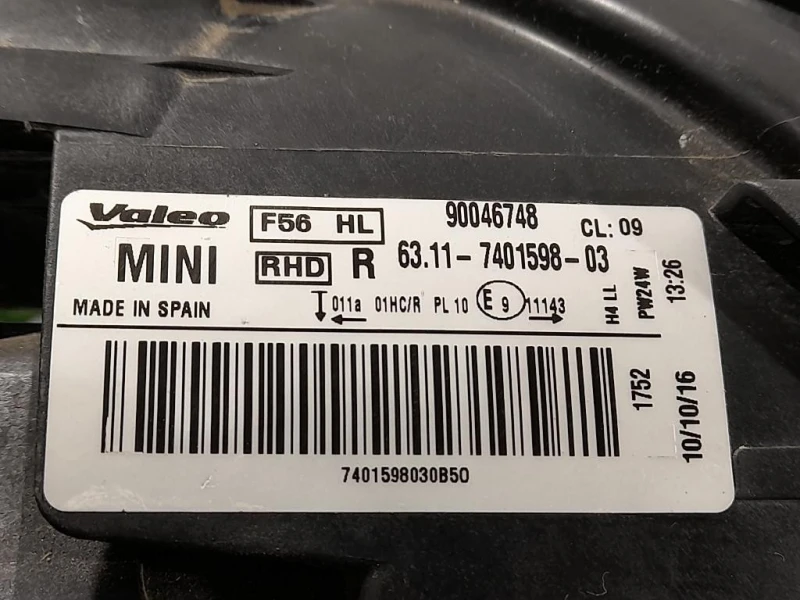 Valeo F56 HL 90046748 CL: 09
MINI RHD R 63.11-7401598-03
MADE IN SPAIN 011a 01HC/R PL 10 E 9 11143
H4 LL PW24W 13:26
1752 10/10/16
7401598030B50